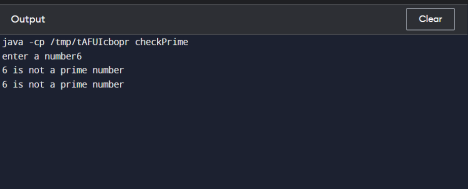 Output
Clear
java -cp /tmp/tAFUIcbopr checkPrime
enter a number6
6 is not a prime number
6 is not a prime number